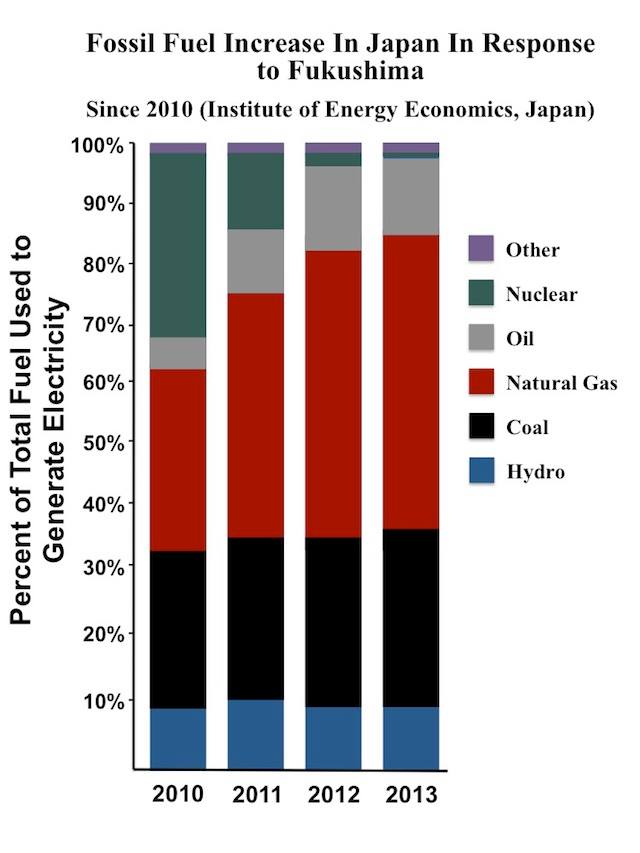 Fossil Fuel Increase In Japan In Response
to Fukushima
Since 2010 (Institute of Energy Economics, Japan)
Percent of Total Fuel Used to
Generate Electricity
100%
90%
80%
70%
60%
50%
40%
30%
20%
10%
2010 2011 2012 2013
Other
Nuclear
Oil
Natural Gas
Coal
Hydro